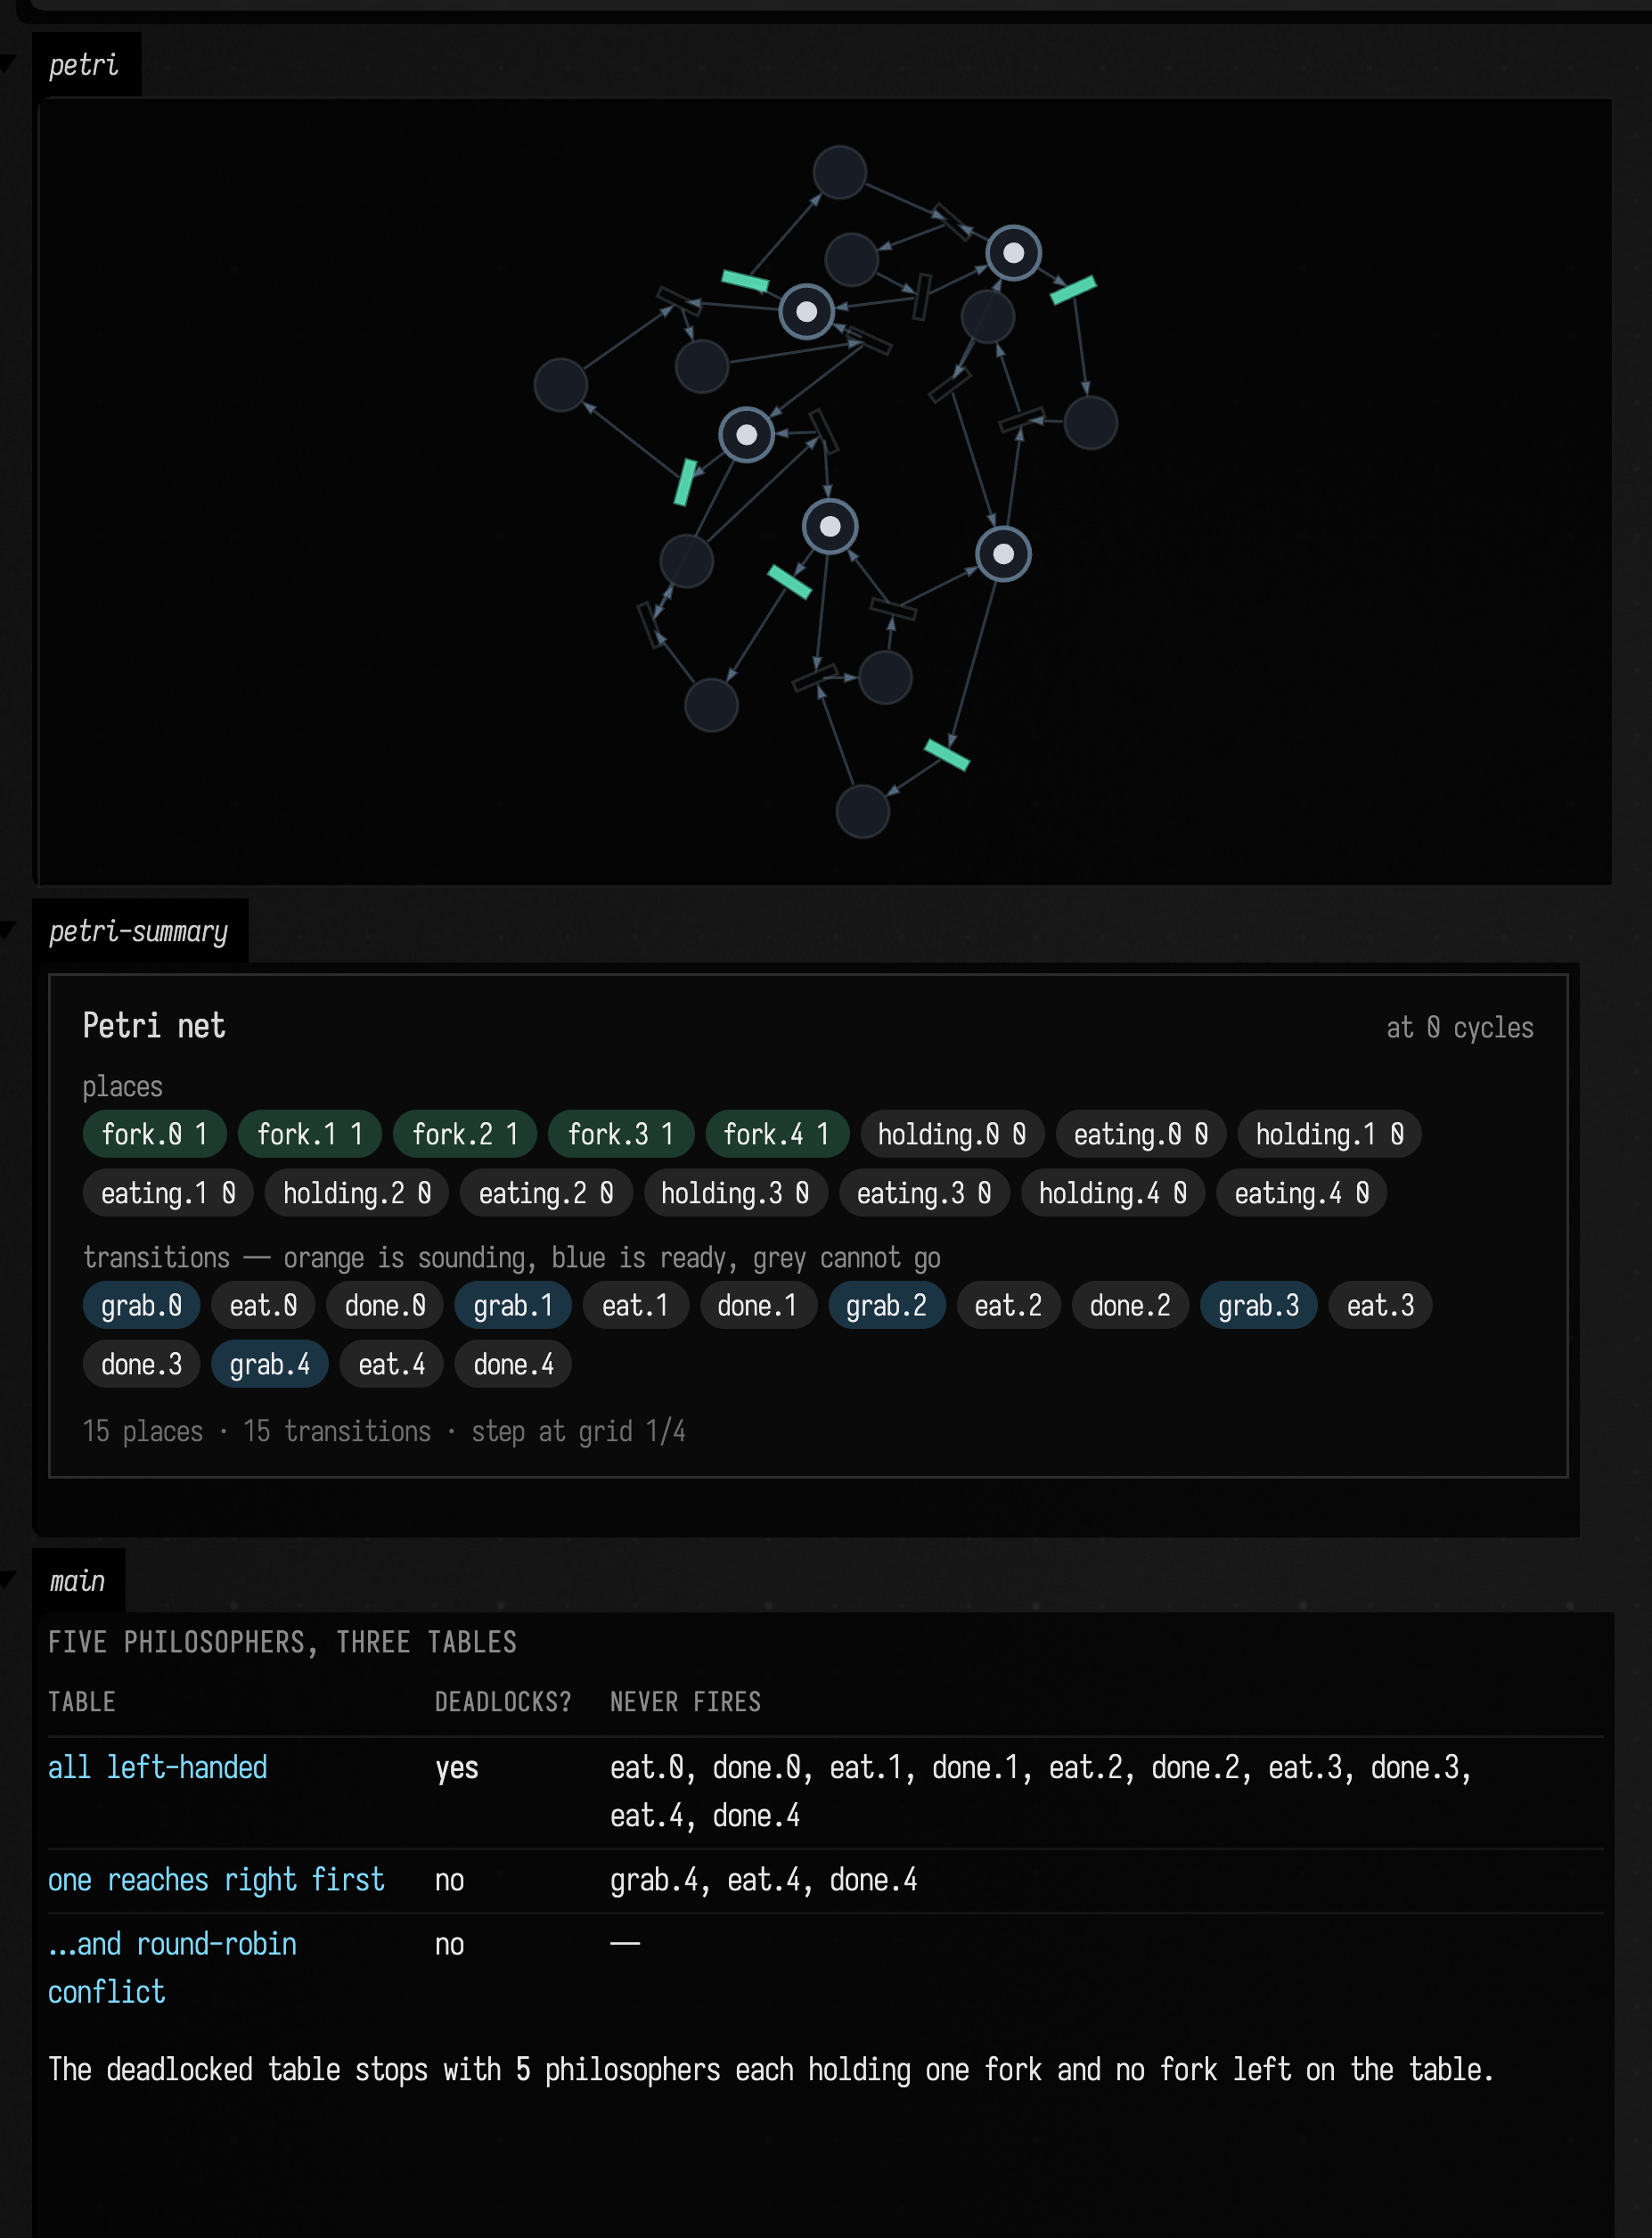 petri
petri-summary
Petri net
at 0 cycles
places
fork.0 1 fork.1 1 fork.2 1 fork.3 1 fork.4 1 holding.0 0 eating.0 0 holding.1 0
eating.1 0 holding.2 0 eating.2 0 holding.3 0 eating.3 0 holding.4 0 eating.4 0
transitions — orange is sounding, blue is ready, grey cannot go
grab.0 eat.0 done.0 grab.1 eat.1 done.1 grab.2 eat.2 done.2 grab.3 eat.3
done.3 grab.4 eat.4 done.4
15 places · 15 transitions · step at grid 1/4
main
FIVE PHILOSOPHERS, THREE TABLES
TABLE DEADLOCKS? NEVER FIRES
all left-handed yes eat.0, done.0, eat.1, done.1, eat.2, done.2, eat.3, done.3,
eat.4, done.4
one reaches right first no grab.4, eat.4, done.4
…and round-robin no —
conflict
The deadlocked table stops with 5 philosophers each holding one fork and no fork left on the table.